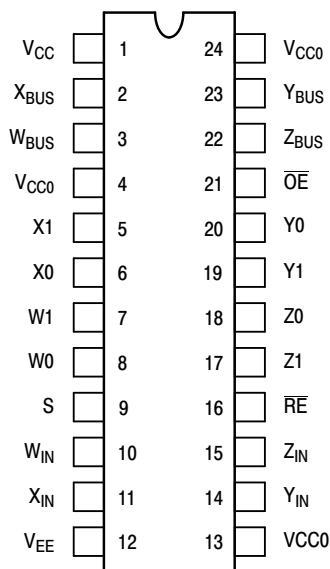 VCC 1 24 VCC0
XBUS 2 23 YBUS
WBUS 3 22 ZBUS
VCC0 4 21 O̅E̅
X1 5 20 Y0
X0 6 19 Y1
W1 7 18 Z0
W0 8 17 Z1
S 9 16 R̅E̅
WIN 10 15 ZIN
XIN 11 14 YIN
VEE 12 13 VCC0